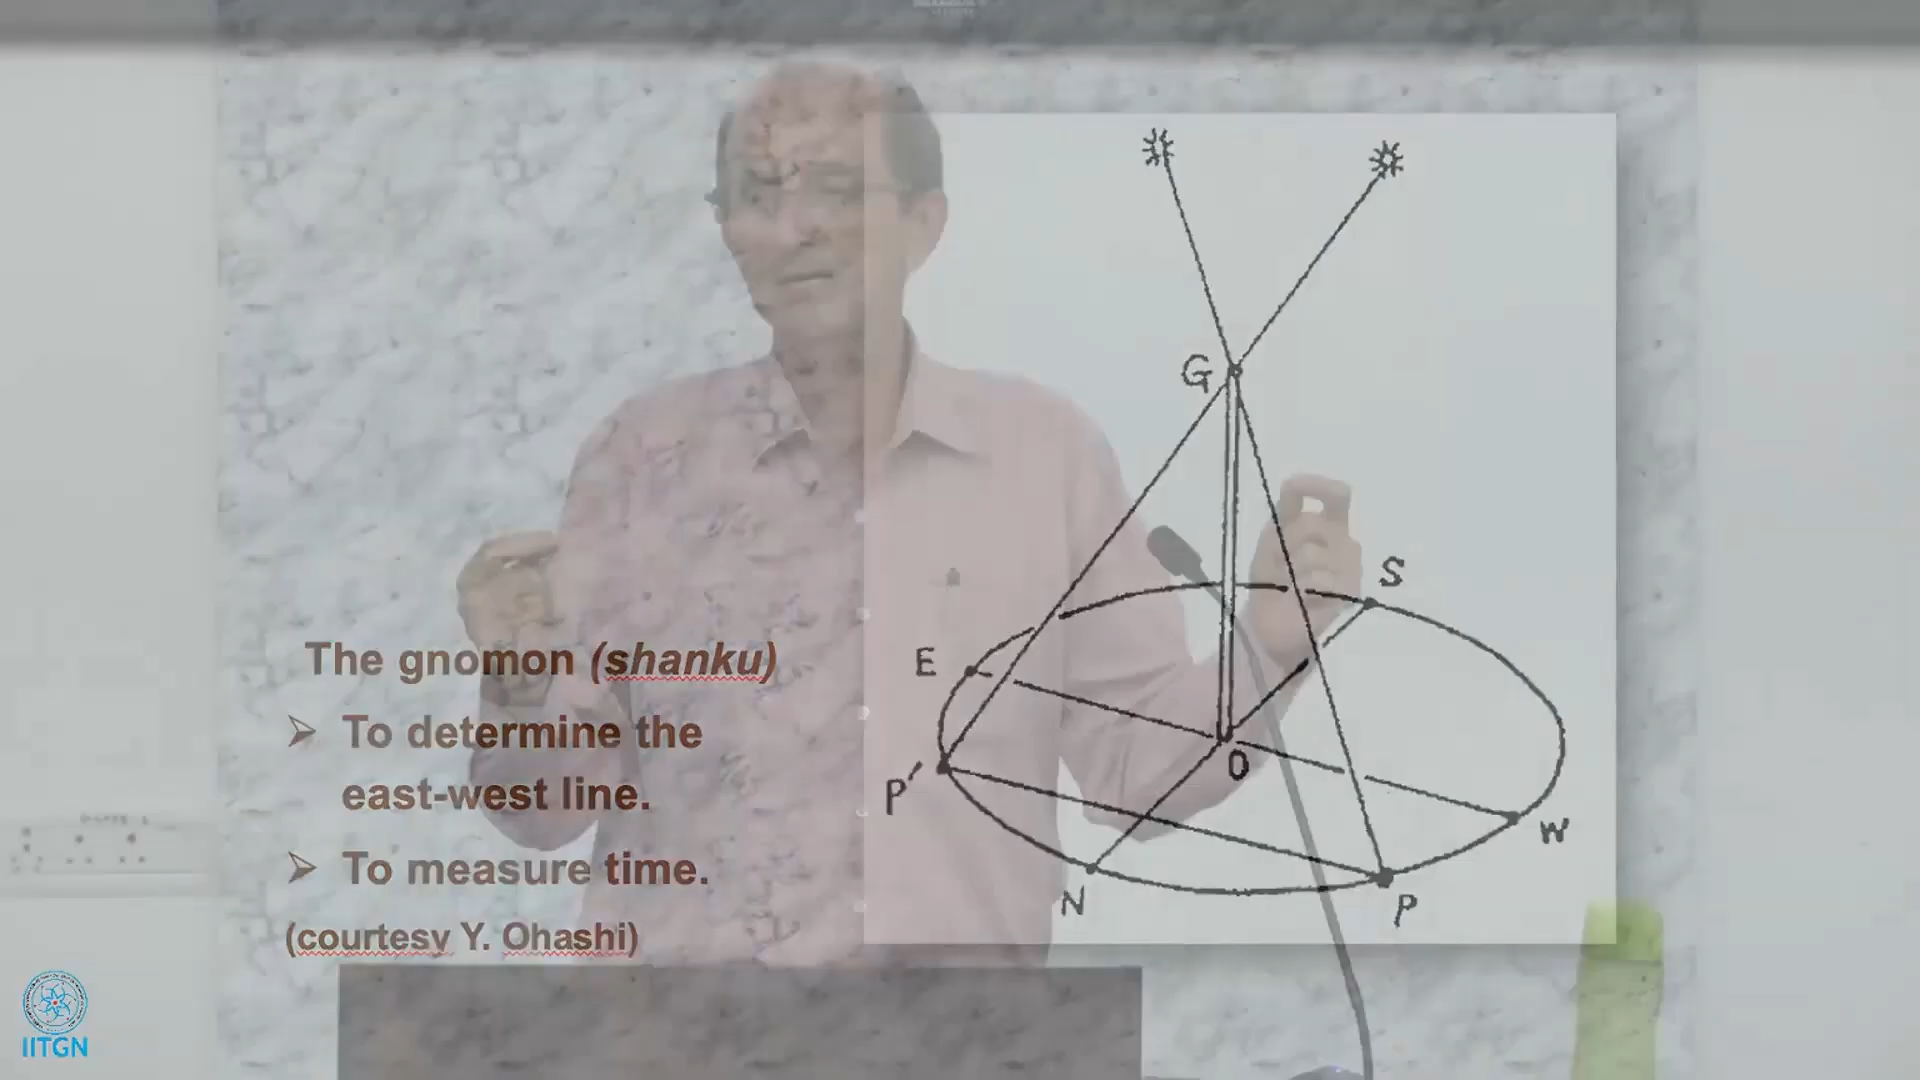 The gnomon (shanku)
➢ To determine the
east-west line.
➢ To measure time.
(courtesy Y. Ohashi)
G
S
E
O
P′
W
N
P
IITGN